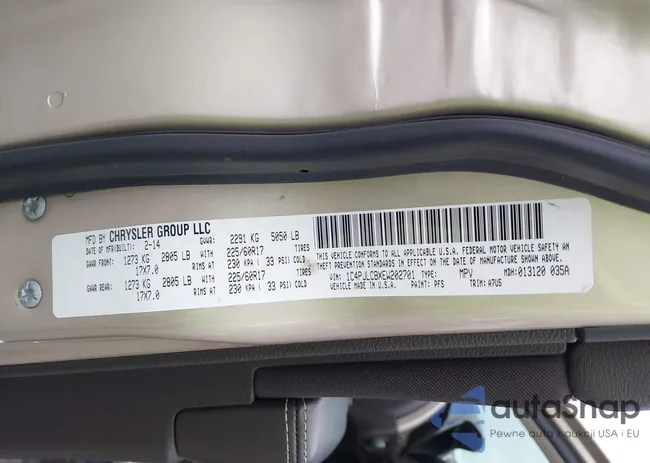 MFD BY CHRYSLER GROUP LLC
DATE OF MFR(BUILT): 2-14 GVWR: 2291 KG 5050 LB
GAWR FRONT: 1273 KG 2805 LB WITH 225/60R17 TIRES
17X7.0 RIMS AT 230 KPA ( 33 PSI) COLD
GAWR REAR: 1273 KG 2805 LB WITH 225/60R17 TIRES
17X7.0 RIMS AT 230 KPA ( 33 PSI) COLD
THIS VEHICLE CONFORMS TO ALL APPLICABLE U.S.A. FEDERAL MOTOR VEHICLE SAFETY AN
D THEFT PREVENTION STANDARDS IN EFFECT ON THE DATE OF MANUFACTURE SHOWN ABOVE.
VIN: 1C4PJLCBXEW202701 TYPE: MPV MDH: 013120 035A
VEHICLE MADE IN U.S.A. PAINT: PFS TRIM: A7US
autaSnap
Pewne auta z aukcji USA i EU